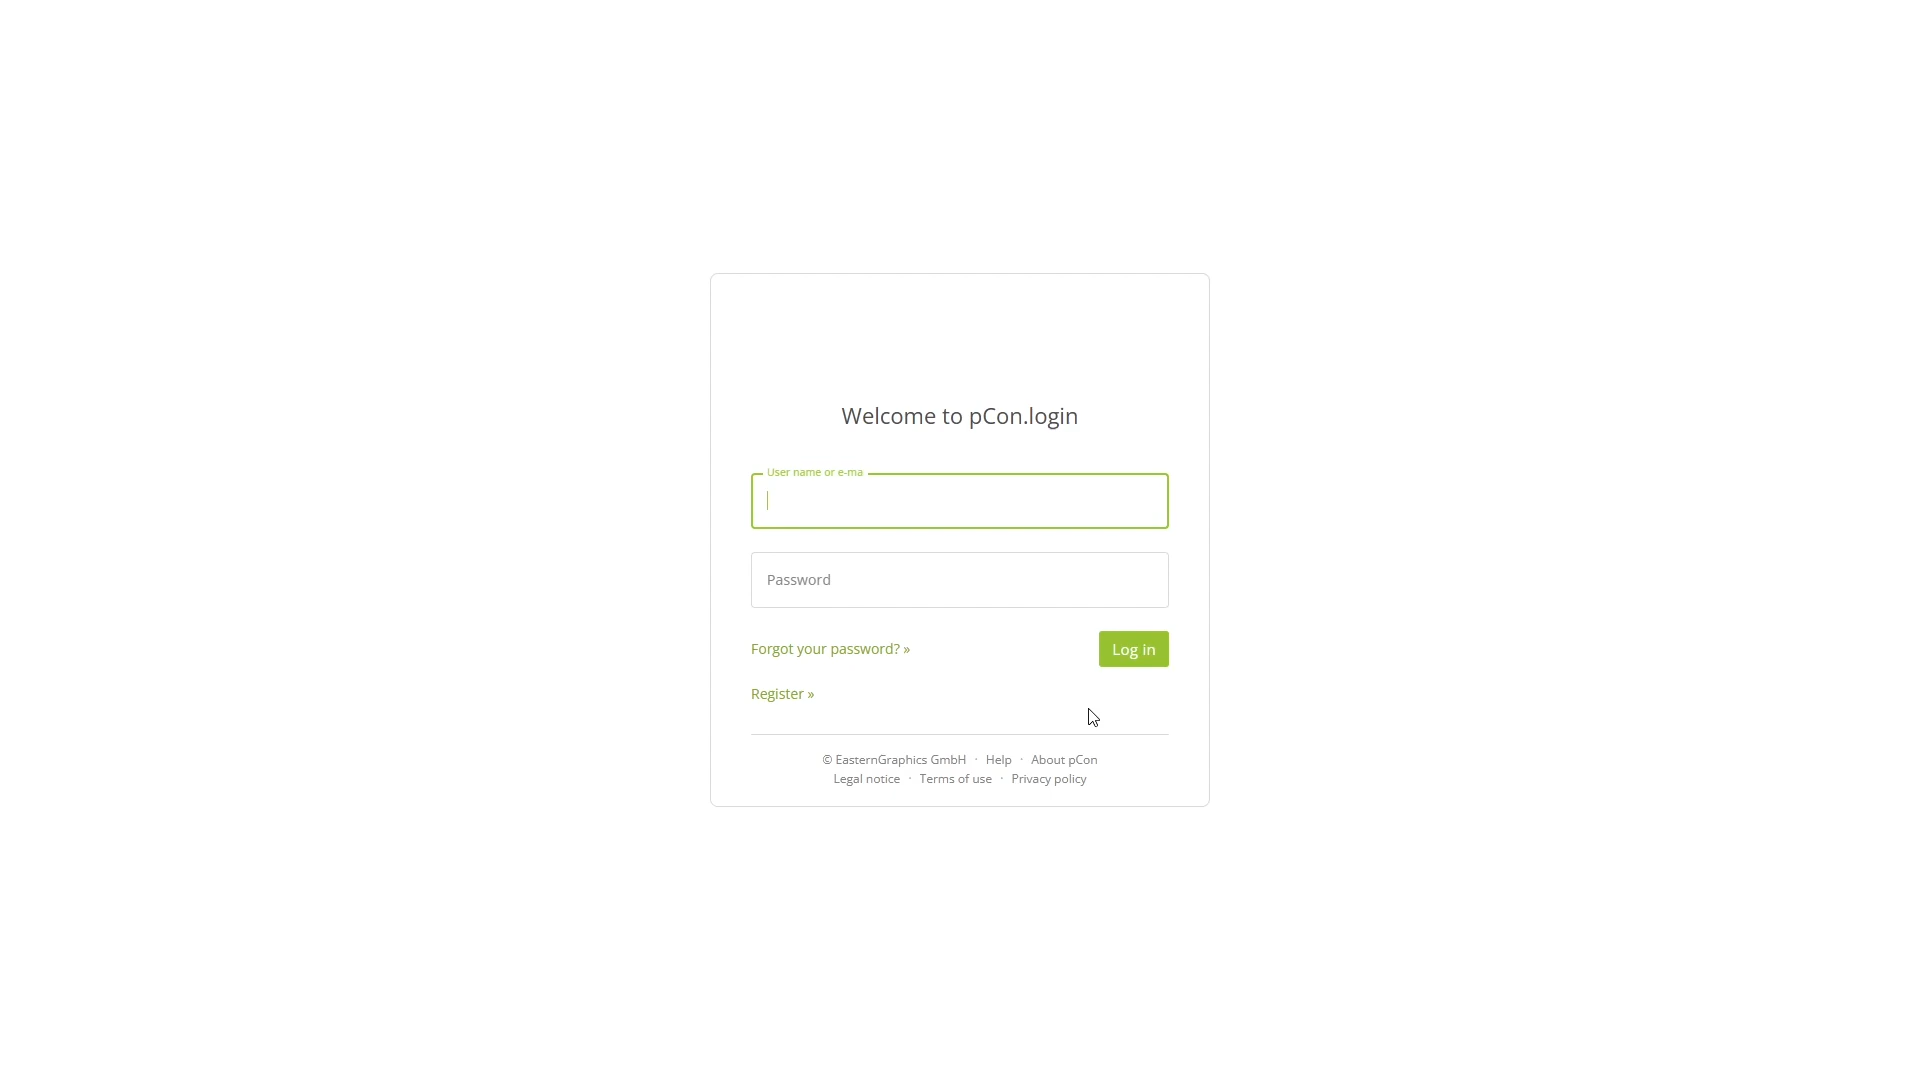 Welcome to pCon.login
User name or e-ma
Password
Forgot your password? »
Log in
Register »
© EasternGraphics GmbH · Help · About pCon
Legal notice · Terms of use · Privacy policy